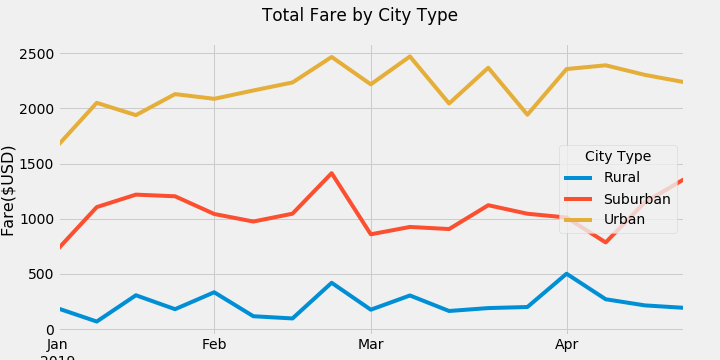 Total Fare by City Type
Fare($USD)
2500
2000
1500
1000
500
0
City Type
Rural
Suburban
Urban
Jan
Feb
Mar
Apr
2019